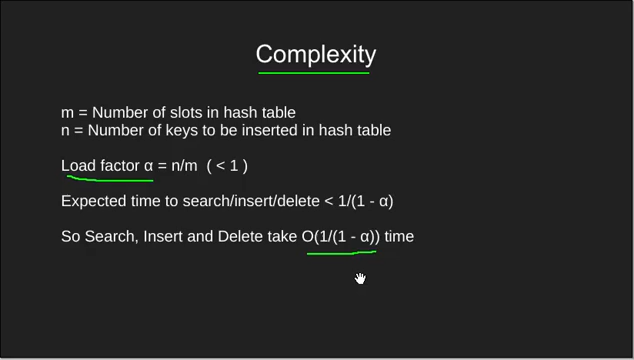 Complexity
m = Number of slots in hash table
n = Number of keys to be inserted in hash table
Load factor α = n/m  ( < 1 )
Expected time to search/insert/delete < 1/(1 - α)
So Search, Insert and Delete take O(1/(1 - α)) time